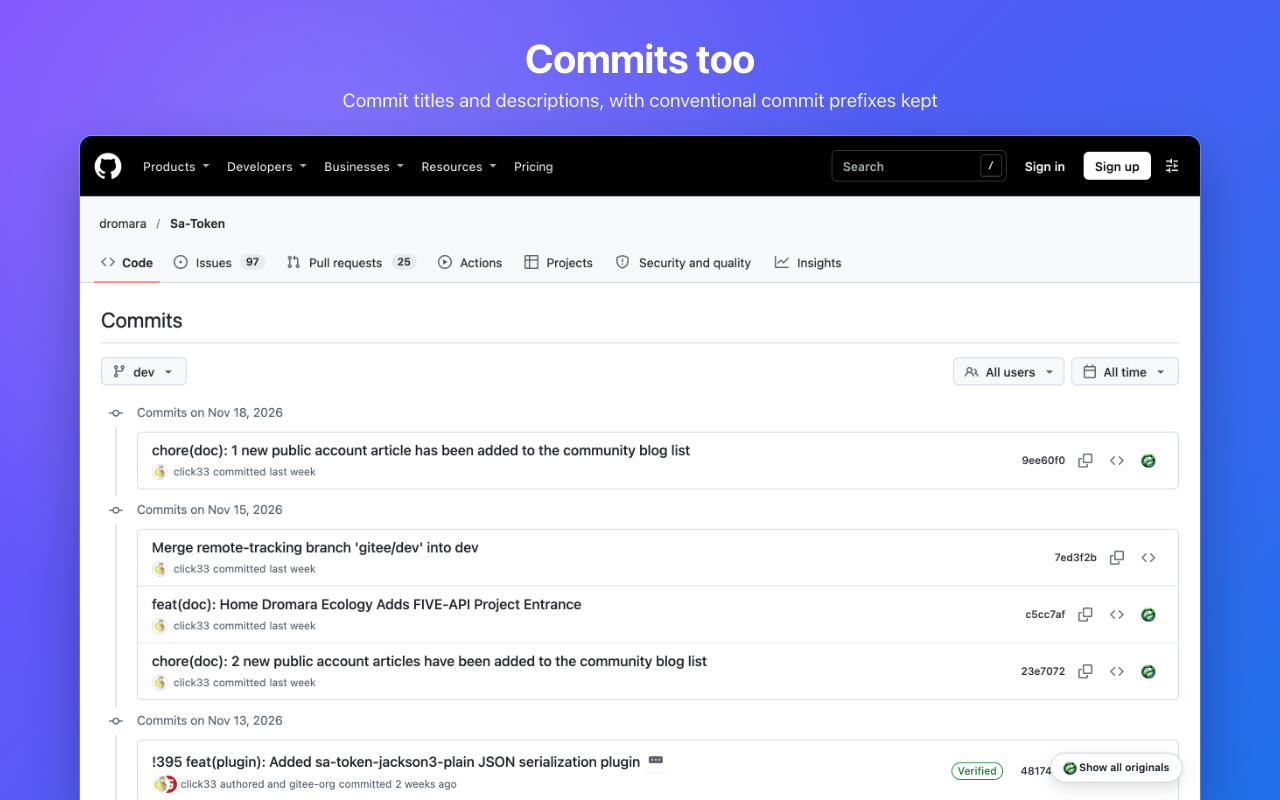 Commits too
Commit titles and descriptions, with conventional commit prefixes kept
Products Developers Businesses Resources Pricing Search / Sign in Sign up
dromara / Sa-Token
Code Issues 97 Pull requests 25 Actions Projects Security and quality Insights
Commits
dev All users All time
Commits on Nov 18, 2026
chore(doc): 1 new public account article has been added to the community blog list
click33 committed last week
9ee60f0
Commits on Nov 15, 2026
Merge remote-tracking branch 'gitee/dev' into dev
click33 committed last week
7ed3f2b
feat(doc): Home Dromara Ecology Adds FIVE-API Project Entrance
click33 committed last week
c5cc7af
chore(doc): 2 new public account articles have been added to the community blog list
click33 committed last week
23e7072
Commits on Nov 13, 2026
!395 feat(plugin): Added sa-token-jackson3-plain JSON serialization plugin
click33 authored and gitee-org committed 2 weeks ago
Verified 48174
Show all originals